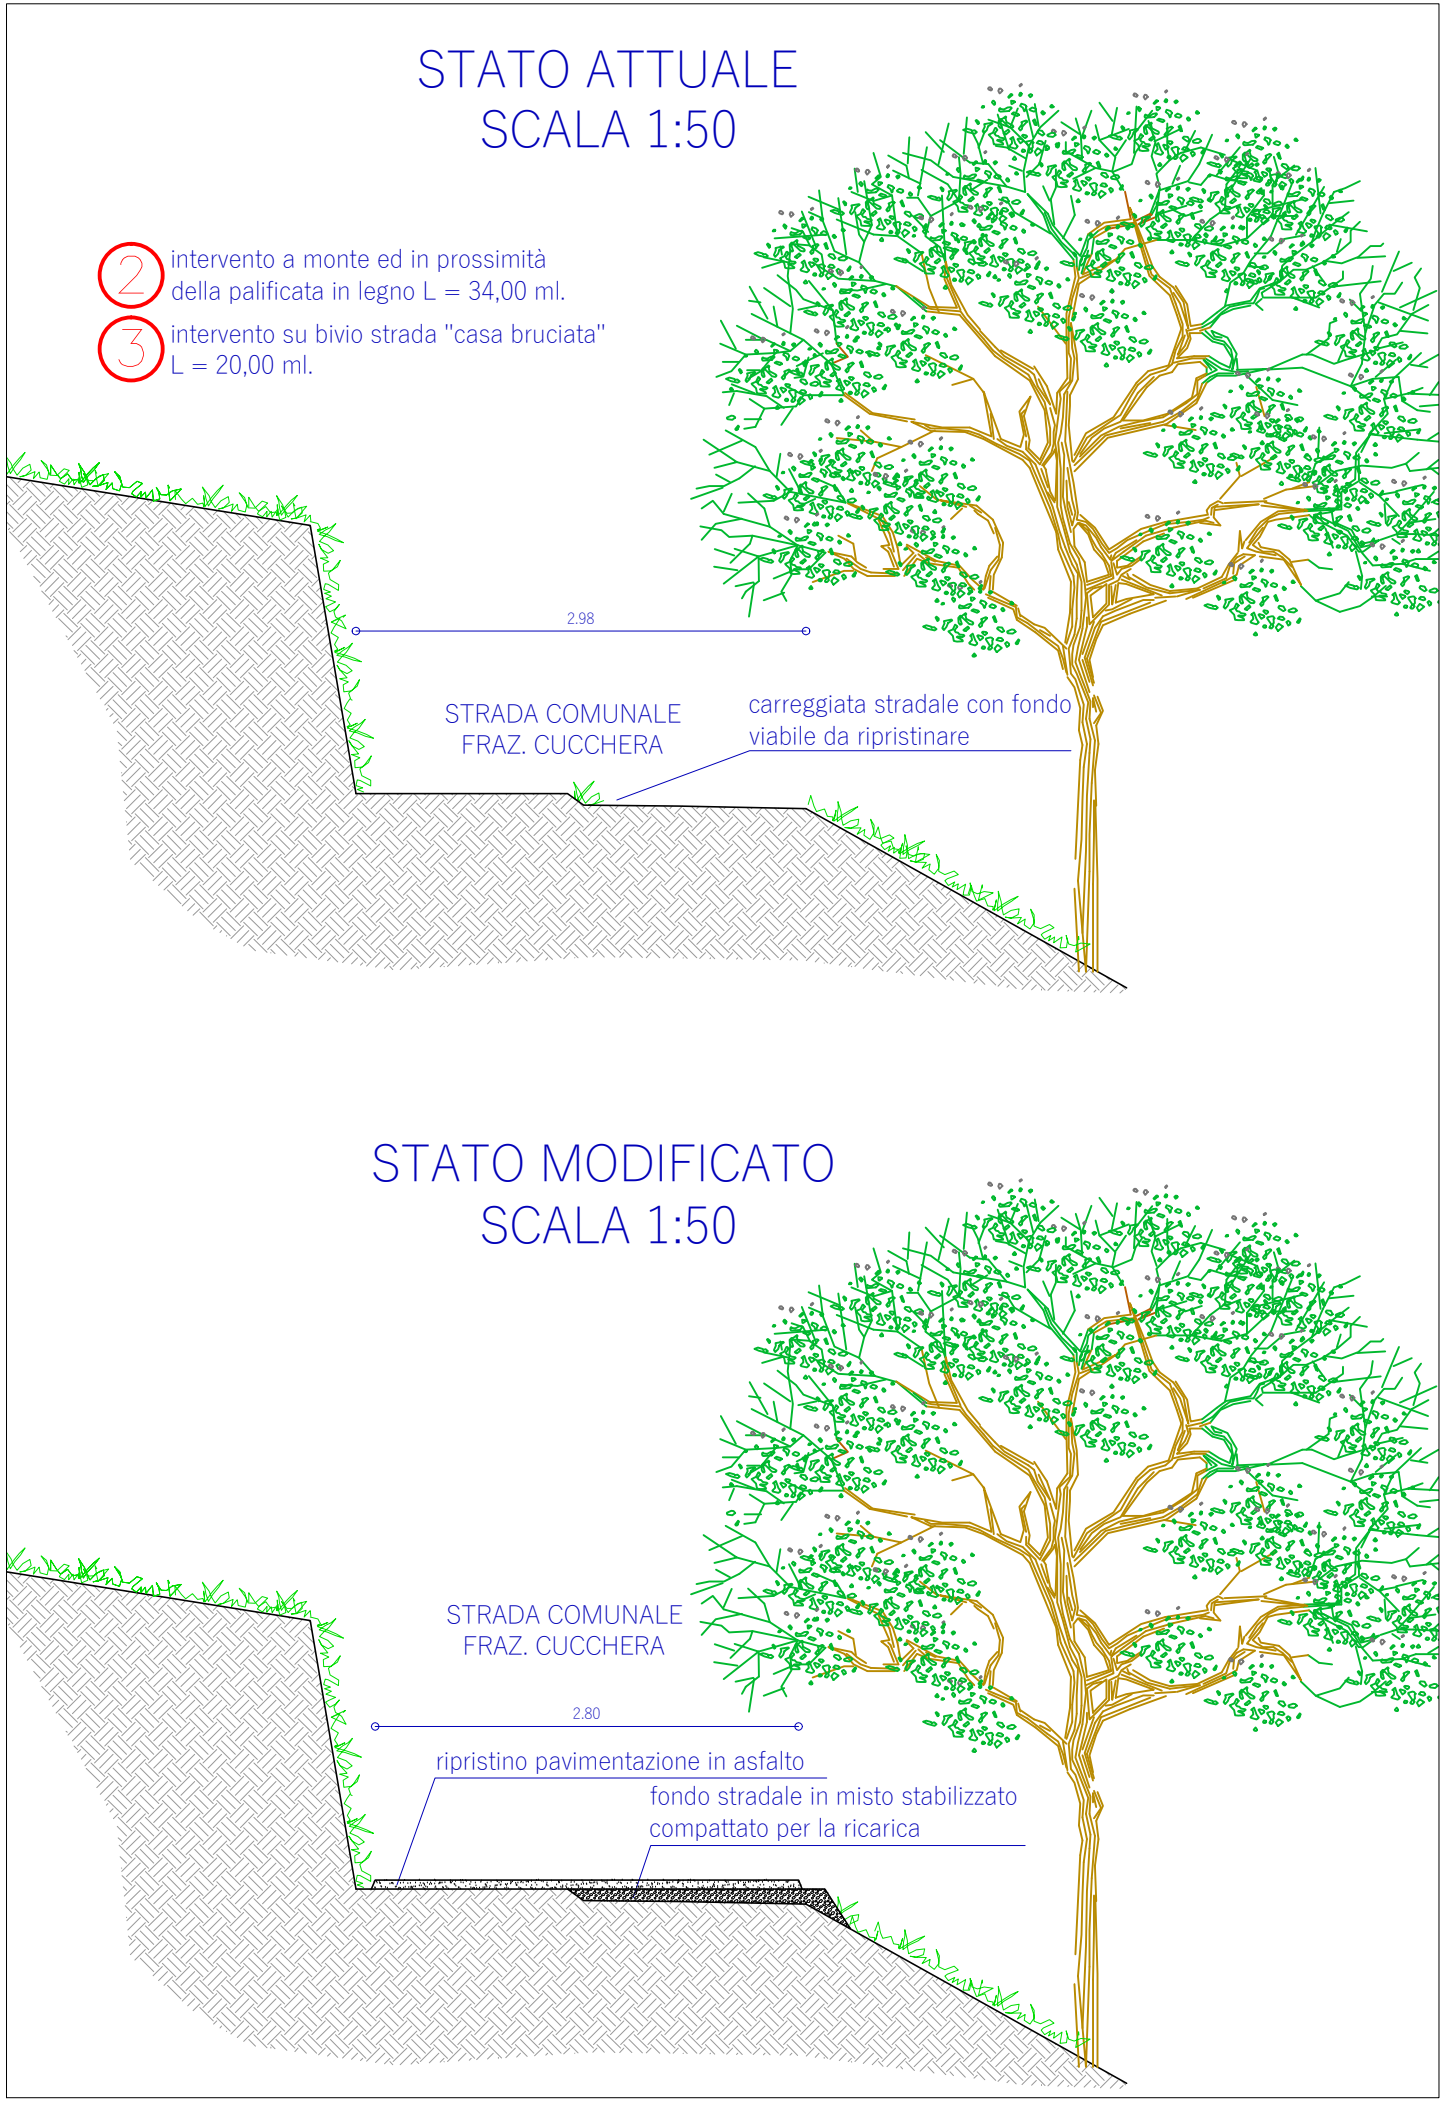 STATO ATTUALE
SCALA 1:50
2 intervento a monte ed in prossimità
della palificata in legno L = 34,00 ml.
3 intervento su bivio strada "casa bruciata"
L = 20,00 ml.
2.98
STRADA COMUNALE
FRAZ. CUCCHERA
carreggiata stradale con fondo
viabile da ripristinare
STATO MODIFICATO
SCALA 1:50
STRADA COMUNALE
FRAZ. CUCCHERA
2.80
ripristino pavimentazione in asfalto
fondo stradale in misto stabilizzato
compattato per la ricarica